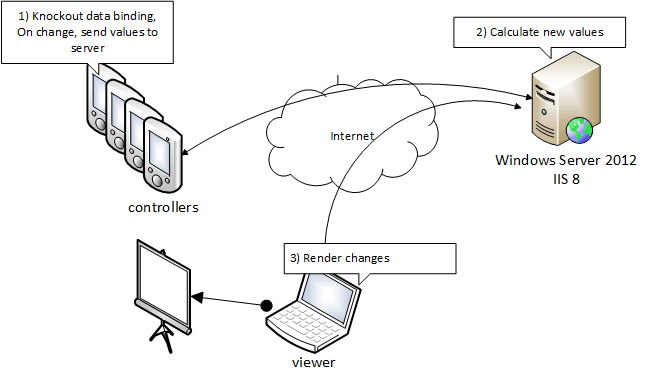 1) Knockout data binding,
On change, send values to
server
2) Calculate new values
Internet
Windows Server 2012
IIS 8
controllers
3) Render changes
viewer